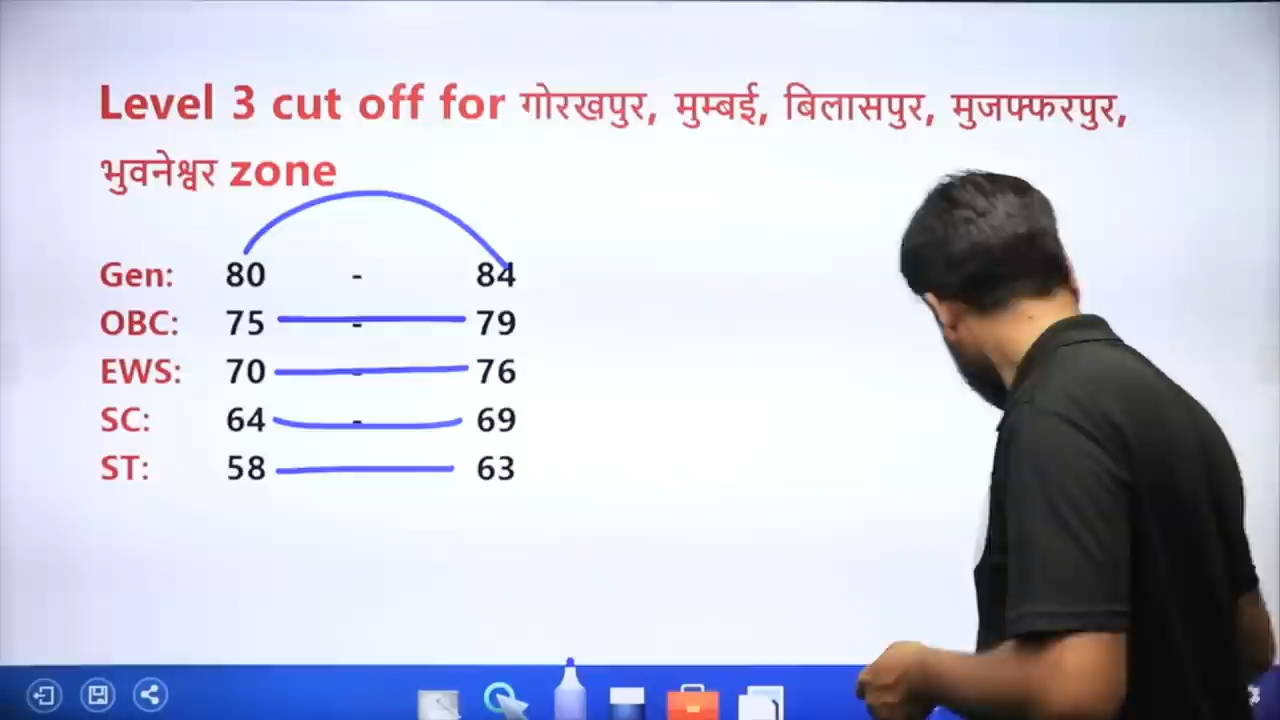 Level 3 cut off for गोरखपुर, मुम्बई, बिलासपुर, मुजफ्फरपुर,
भुवनेश्वर zone
Gen: 80 - 84
OBC: 75 - 79
EWS: 70 - 76
SC: 64 - 69
ST: 58 - 63